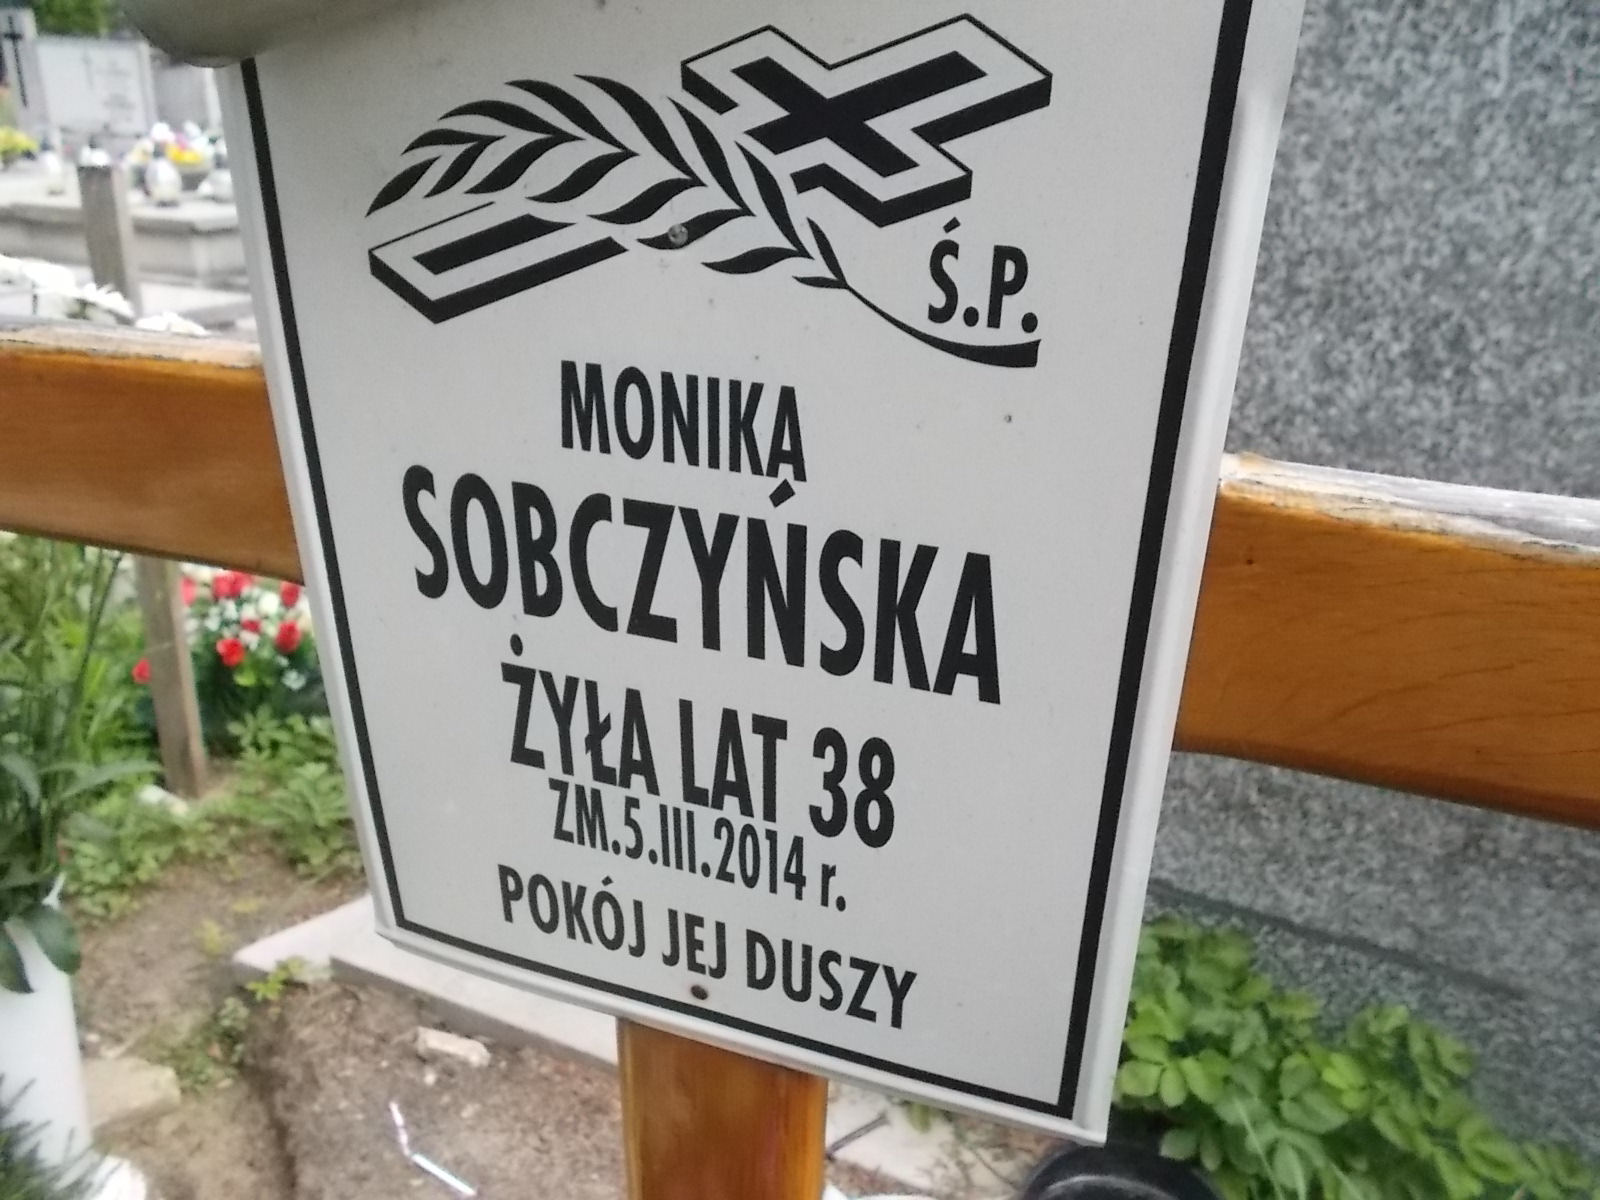 Ś.P.
MONIKA
SOBCZYŃSKA
ŻYŁA LAT 38
ZM.5.III.2014 r.
POKÓJ JEJ DUSZY